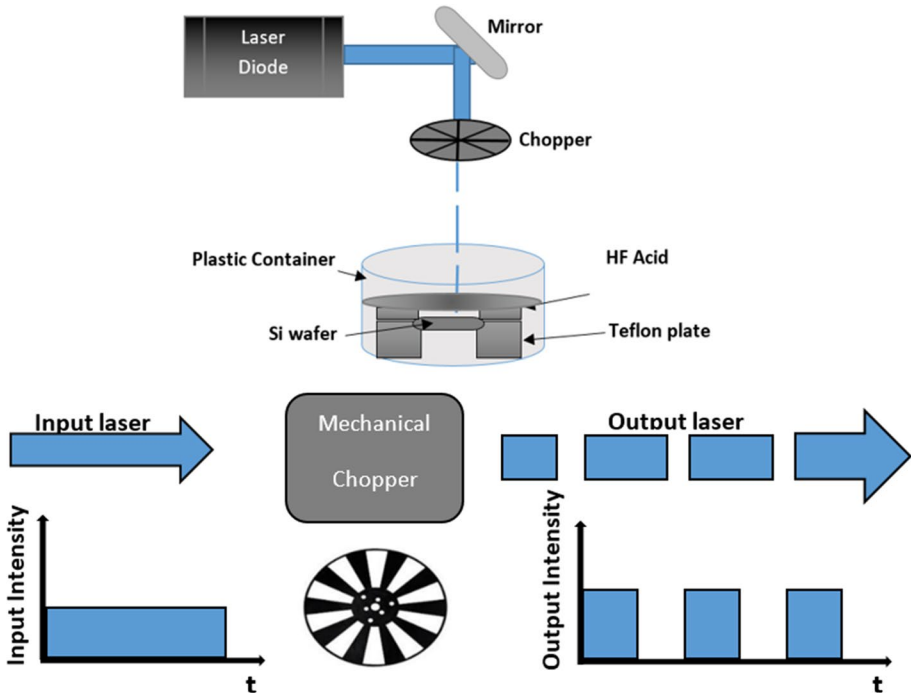 Laser
Diode
Mirror
Chopper
Plastic Container
HF Acid
Si wafer
Teflon plate
Input laser
Mechanical
Chopper
Output laser
Input Intensity
t
Output Intensity
t